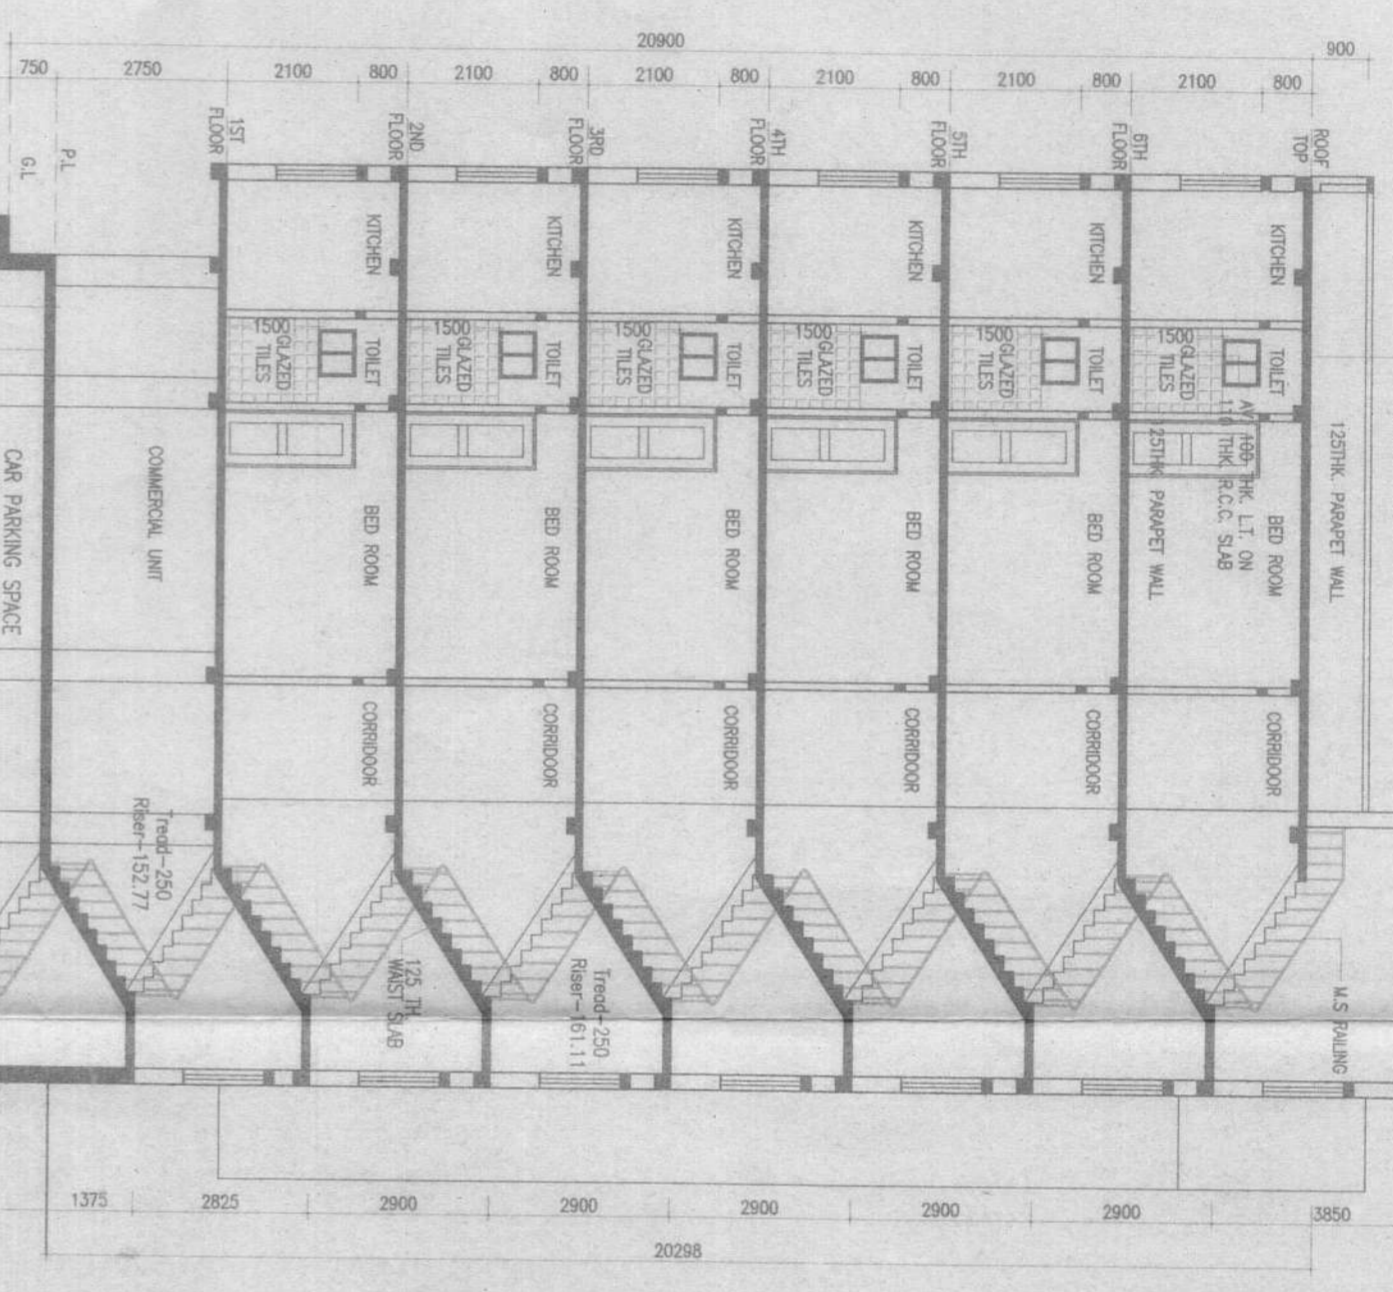 20900
900
750 2750 2100 800 2100 800 2100 800 2100 800 2100 800 2100 800
G.L
P.L
1ST
FLOOR
2ND
FLOOR
3RD
FLOOR
4TH
FLOOR
5TH
FLOOR
6TH
FLOOR
ROOF
TOP
KITCHEN KITCHEN KITCHEN KITCHEN KITCHEN KITCHEN
1500
GLAZED
TILES
TOILET
1500
GLAZED
TILES
TOILET
1500
GLAZED
TILES
TOILET
1500
GLAZED
TILES
TOILET
1500
GLAZED
TILES
TOILET
1500
GLAZED
TILES
TOILET
CAR PARKING SPACE
COMMERCIAL UNIT
BED ROOM BED ROOM BED ROOM BED ROOM BED ROOM BED ROOM
THK. L.T. ON
THK. R.C.C. SLAB
PARAPET WALL
125THK. PARAPET WALL
CORRIDOOR CORRIDOOR CORRIDOOR CORRIDOOR CORRIDOOR CORRIDOOR
Tread-250
Riser-152.77
125 TH.
WAIST SLAB
Tread-250
Riser-161.11
M.S RAILING
1375 2825 2900 2900 2900 2900 2900 3850
20298